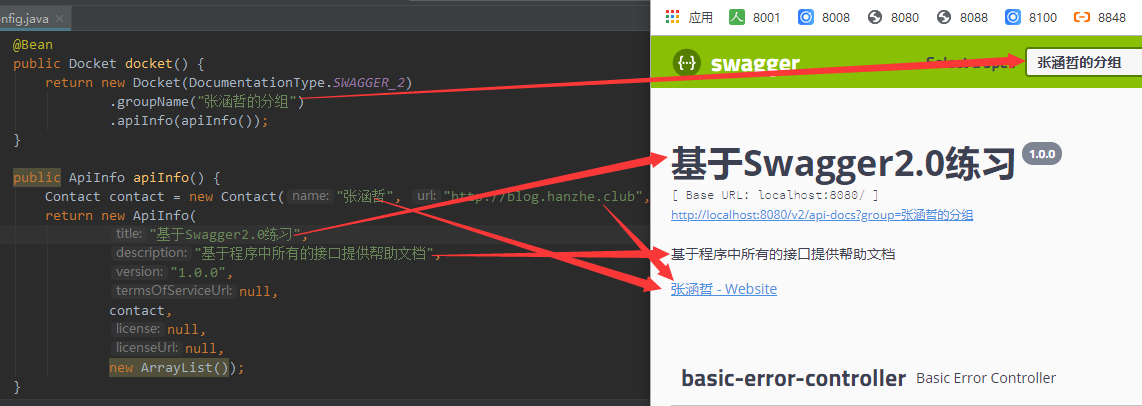 nfig.java ×
@Bean
public Docket docket() {
return new Docket(DocumentationType.SWAGGER_2)
.groupName("张涵哲的分组")
.apiInfo(apiInfo());
}
public ApiInfo apiInfo() {
Contact contact = new Contact( name: "张涵哲", url: "http://blog.hanzhe.club",
return new ApiInfo(
title: "基于Swagger2.0练习",
description: "基于程序中所有的接口提供帮助文档",
version: "1.0.0",
termsOfServiceUrl: null,
contact,
license: null,
licenseUrl: null,
new ArrayList());
}
应用 8001 8008 8080 8088 8100 8848
swagger Select a spec 张涵哲的分组
基于Swagger2.0练习 1.0.0
[ Base URL: localhost:8080/ ]
http://localhost:8080/v2/api-docs?group=张涵哲的分组
基于程序中所有的接口提供帮助文档
张涵哲 - Website
basic-error-controller Basic Error Controller